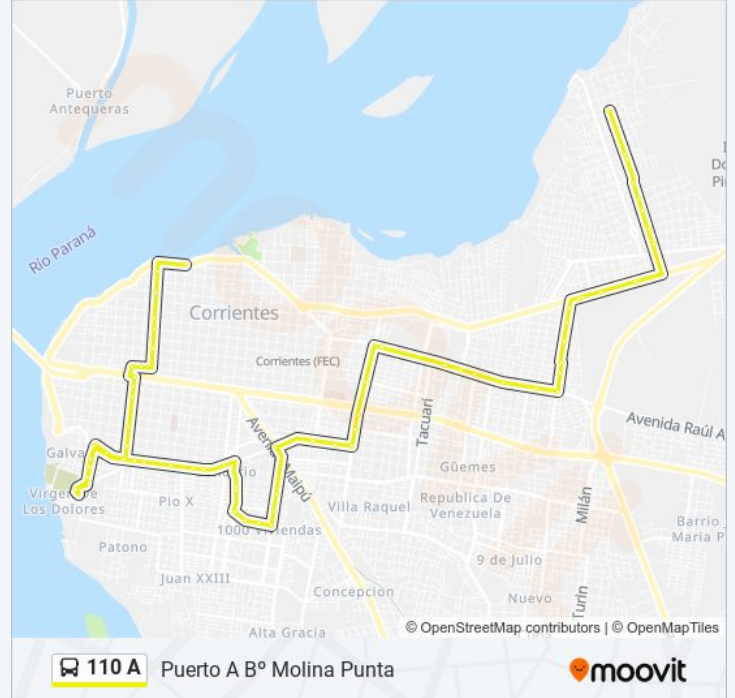 Puerto
Antequeras
Río Paraná
Corrientes
Corrientes (FEC)
Tacuarí
Avenida Raúl A
Galva
Avenida Maipú
Güemes
Virgen de
Los Dolores
Pio X
Villa Raquel
Republica De
Venezuela
Milán
1000 Viviendas
Patono
9 de Julio
Barrio
Maria P
Juan XXIII
Concepcion
Nuevo
Turin
Alta Gracia
© OpenStreetMap contributors | © OpenMapTiles
110 A
Puerto A Bº Molina Punta
moovit